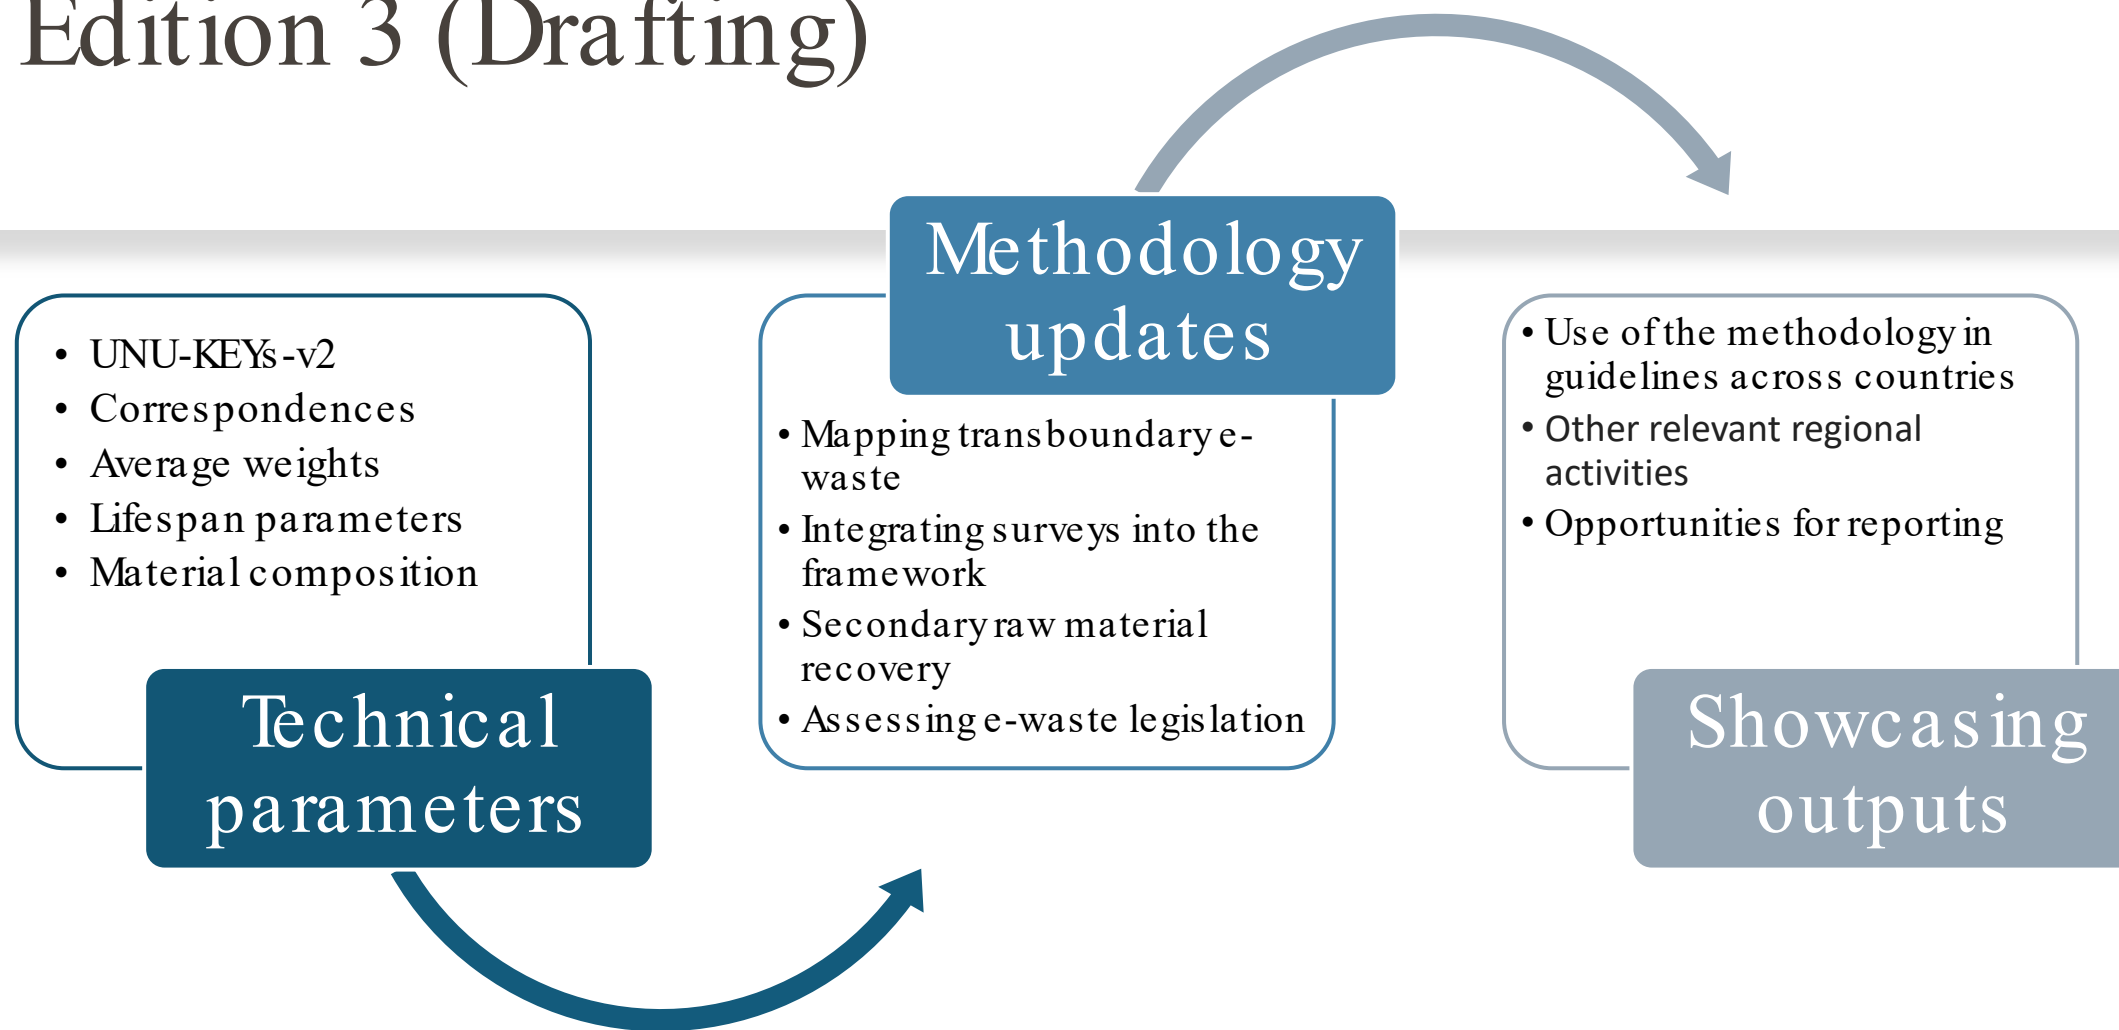 Edition 3 (Drafting)
• UNU-KEYs-v2
• Correspondences
• Average weights
• Lifespan parameters
• Material composition
Technical
parameters
Methodology
updates
• Mapping transboundary e-
waste
• Integrating surveys into the
framework
• Secondary raw material
recovery
• Assessing e-waste legislation
• Use of the methodology in
guidelines across countries
• Other relevant regional
activities
• Opportunities for reporting
Showcasing
outputs